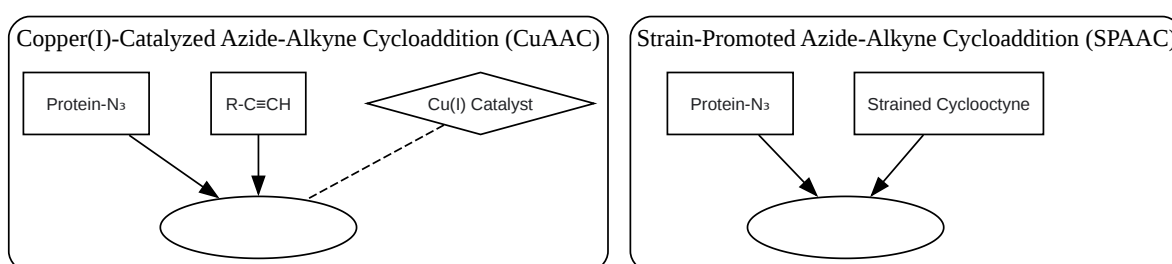 Copper(I)-Catalyzed Azide-Alkyne Cycloaddition (CuAAC)
Protein-N₃
R-C≡CH
Cu(I) Catalyst
Strain-Promoted Azide-Alkyne Cycloaddition (SPAAC)
Protein-N₃
Strained Cyclooctyne